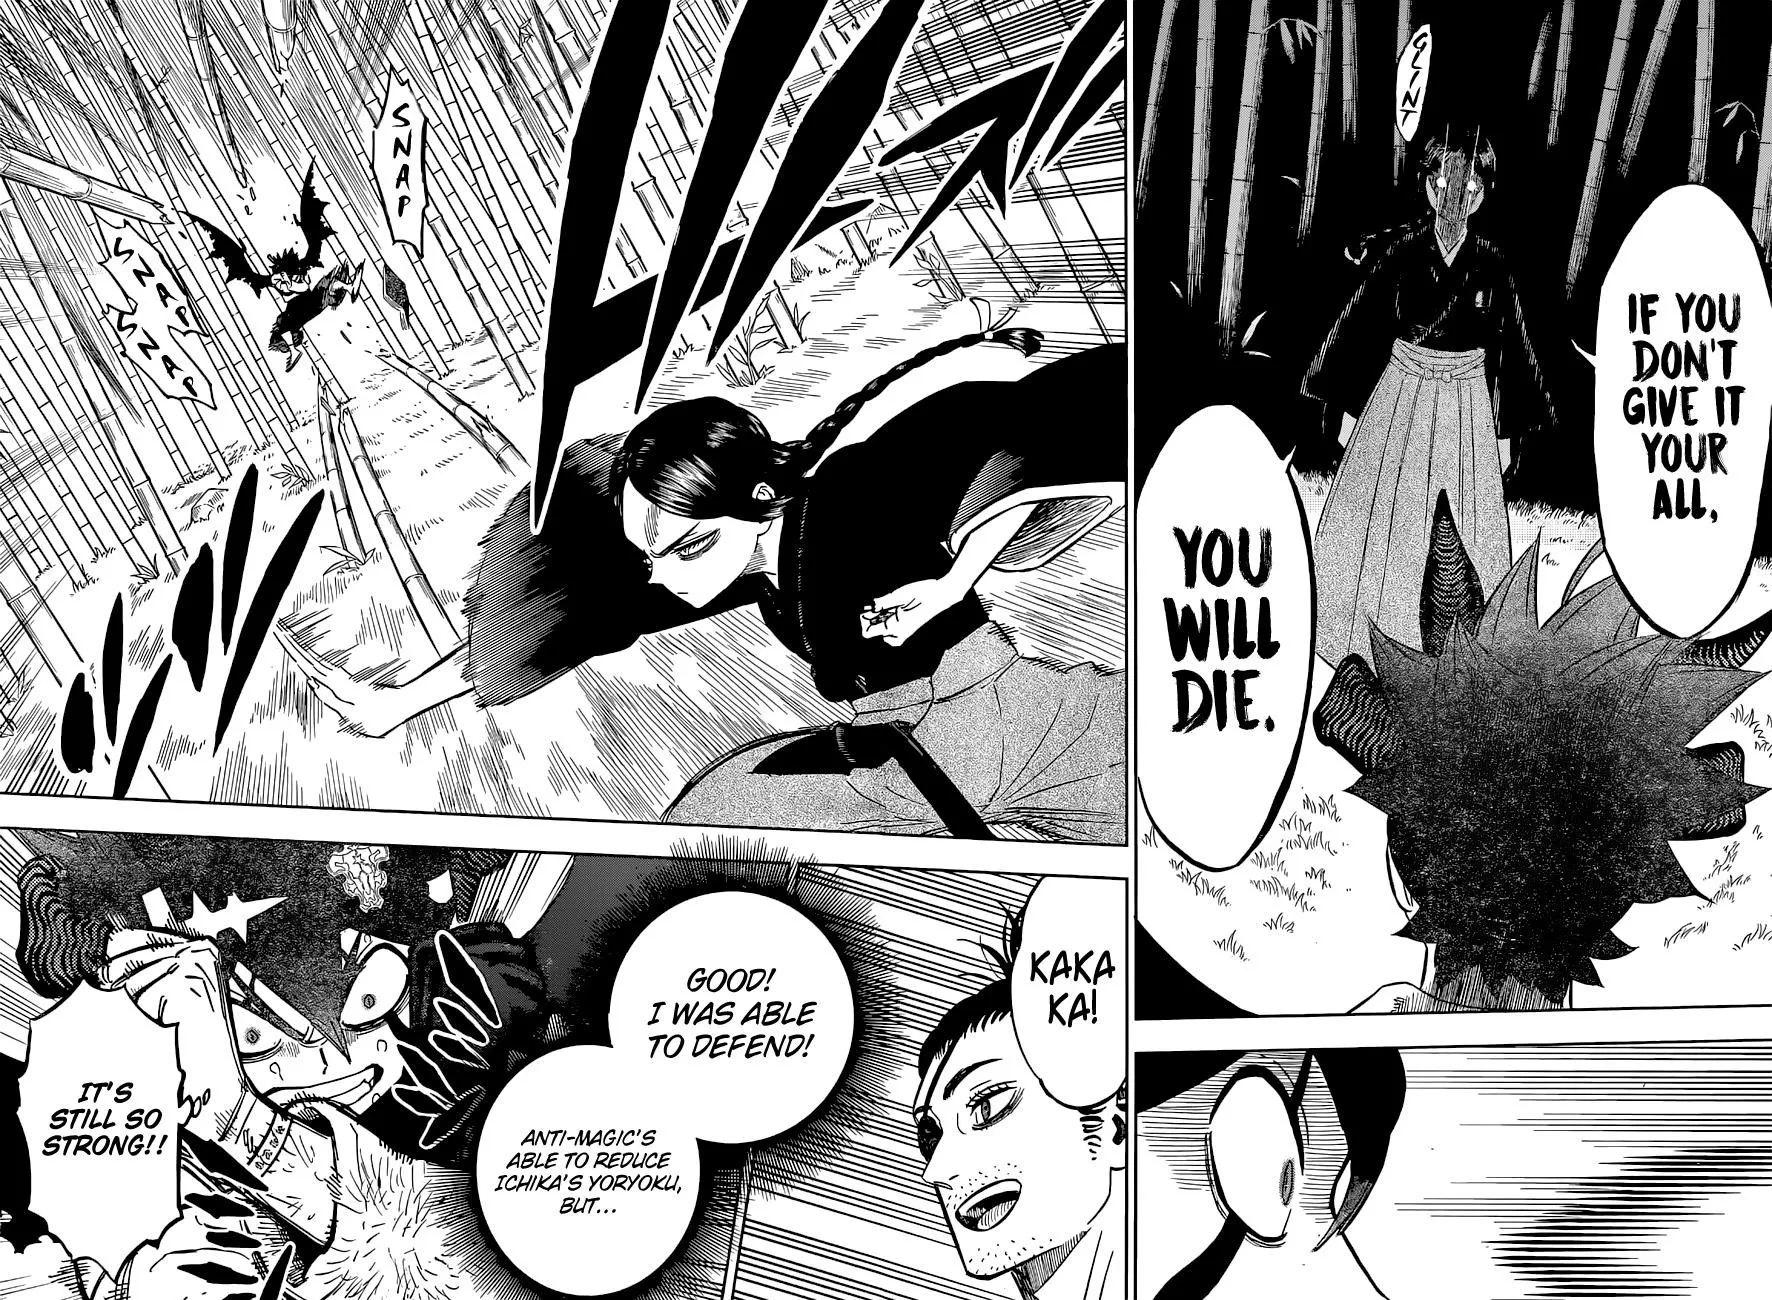 GLINT
IF YOU
DON'T
GIVE IT
YOUR
ALL,
YOU
WILL
DIE.
SNAP
SNAP
SNAP
KAKA
KA!
GOOD!
I WAS ABLE
TO DEFEND!
ANTI-MAGIC'S
ABLE TO REDUCE
ICHIKA'S YORYOKU,
BUT...
IT'S
STILL SO
STRONG!!